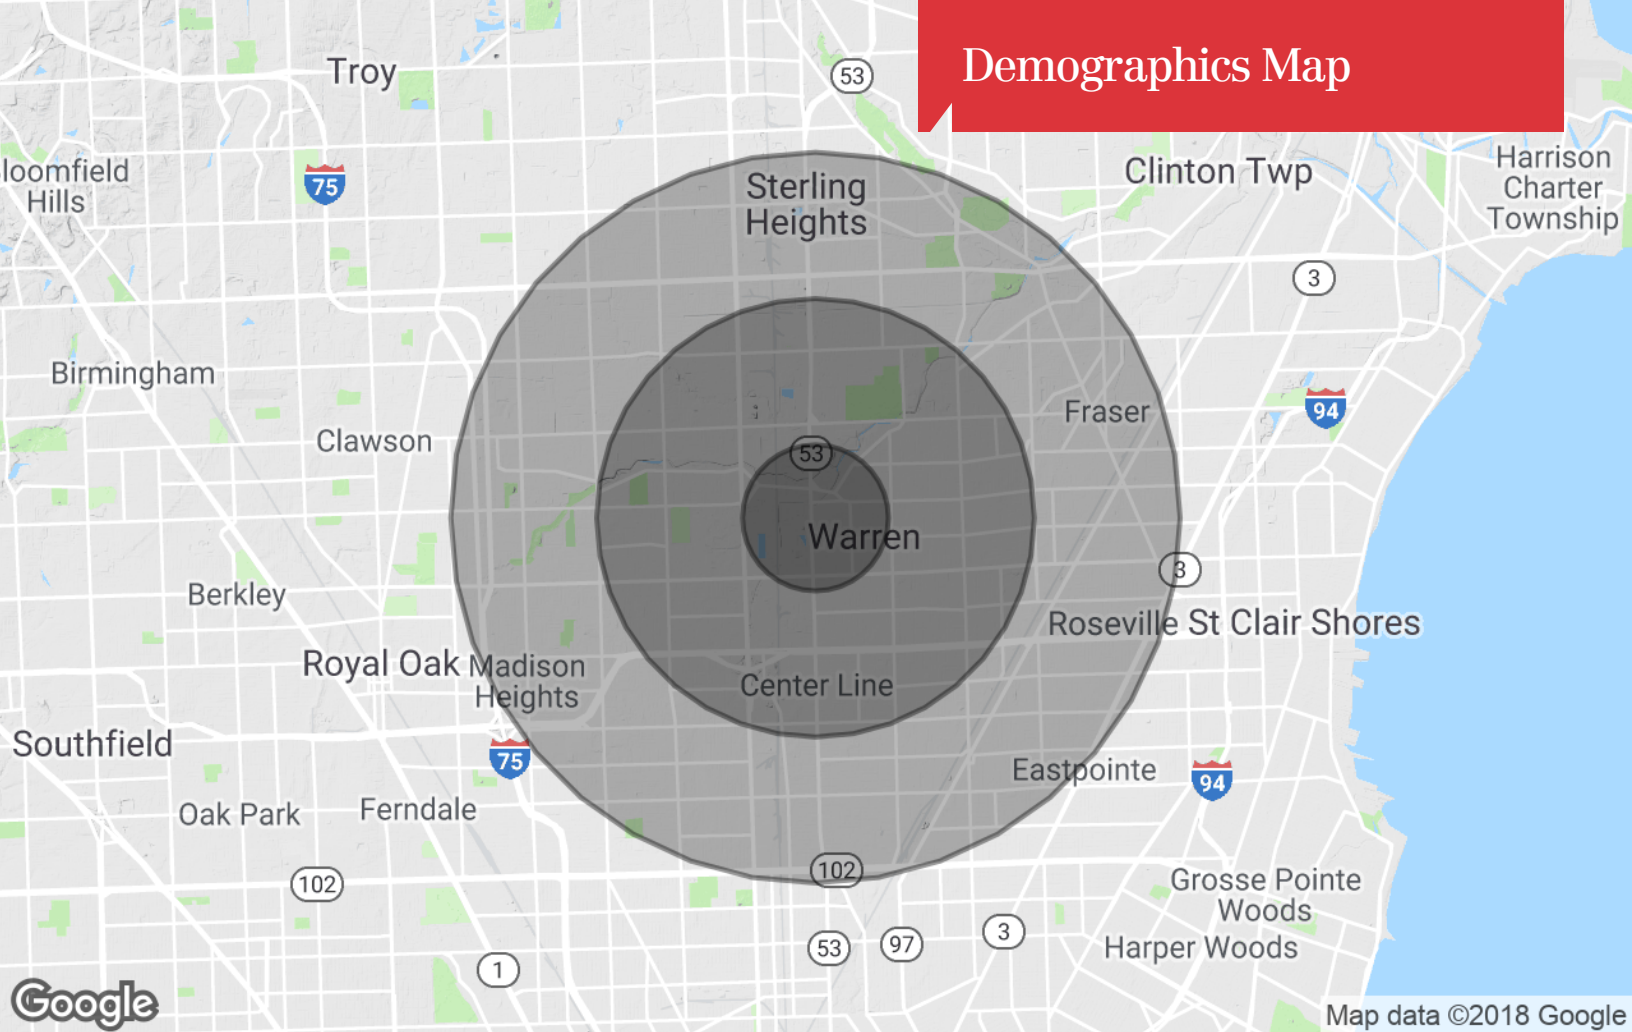 Demographics Map
Troy
53
loomfield
Hills
75
Sterling
Heights
Clinton Twp
Harrison
Charter
Township
3
Birmingham
Clawson
Fraser
94
53
Warren
Berkley
3
Roseville
St Clair Shores
Royal Oak
Madison
Heights
Center Line
Southfield
75
Eastpointe
94
Oak Park
Ferndale
102
102
Grosse Pointe
Woods
53
97
3
Harper Woods
1
Google
Map data ©2018 Google